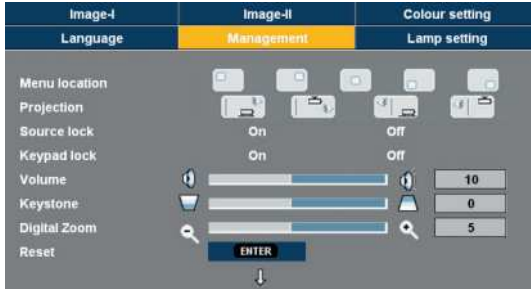 Image-I Image-II Colour setting
Language Management Lamp setting
Menu location
Projection
Source lock On Off
Keypad lock On Off
Volume 10
Keystone 0
Digital Zoom 5
Reset ENTER